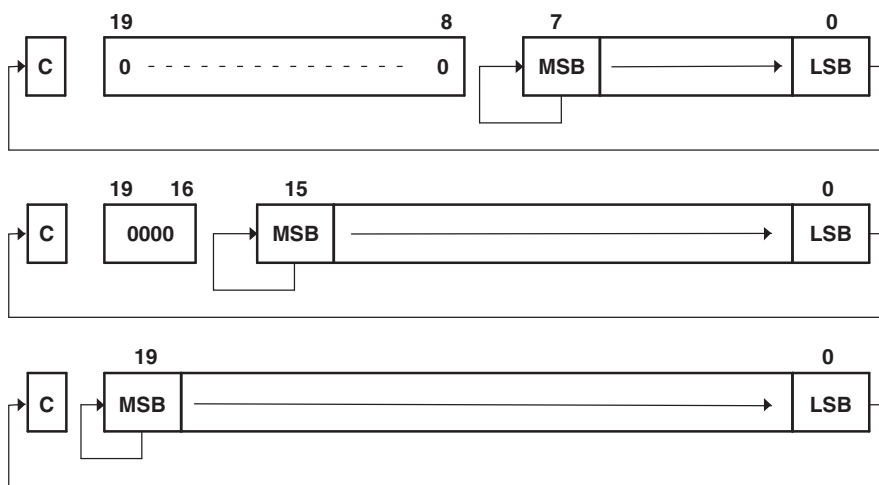 19 8 7 0
C 0 0 MSB LSB
19 16 15 0
C 0000 MSB LSB
19 0
C MSB LSB